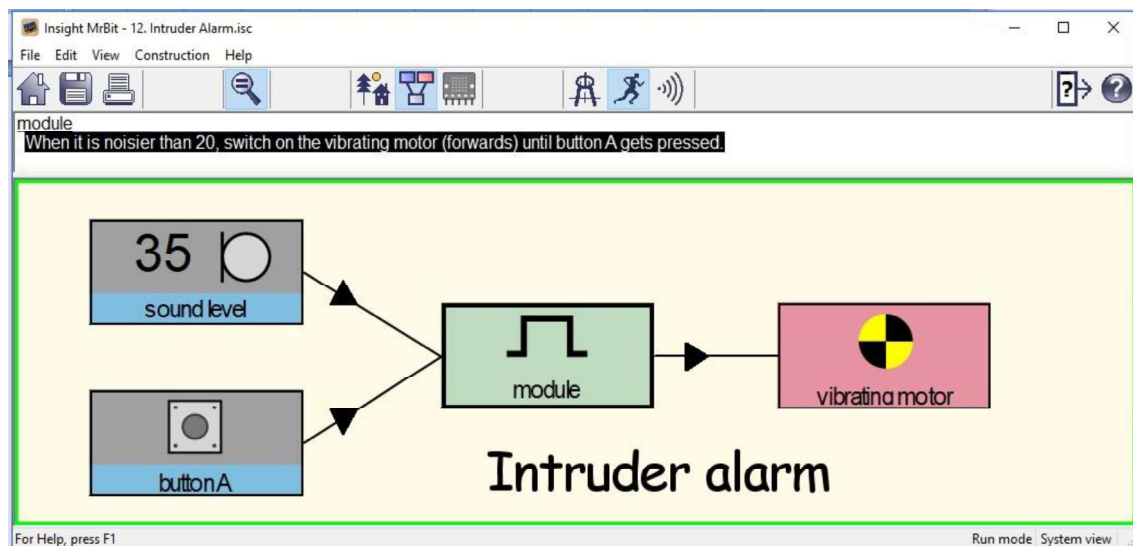 Insight MrBit - 12. Intruder Alarm.isc
File Edit View Construction Help
module
When it is noisier than 20, switch on the vibrating motor (forwards) until button A gets pressed.
35
sound level
module
vibrating motor
button A
Intruder alarm
For Help, press F1
Run mode System view